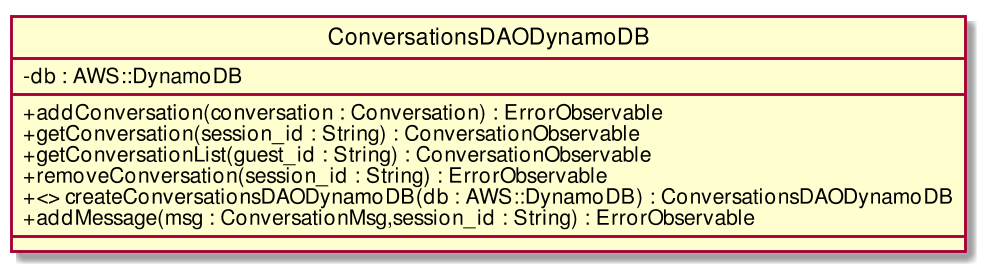 ConversationsDAODynamoDB
-db : AWS::DynamoDB
+addConversation(conversation : Conversation) : ErrorObservable
+getConversation(session_id : String) : ConversationObservable
+getConversationList(guest_id : String) : ConversationObservable
+removeConversation(session_id : String) : ErrorObservable
+<> createConversationsDAODynamoDB(db : AWS::DynamoDB) : ConversationsDAODynamoDB
+addMessage(msg : ConversationMsg,session_id : String) : ErrorObservable